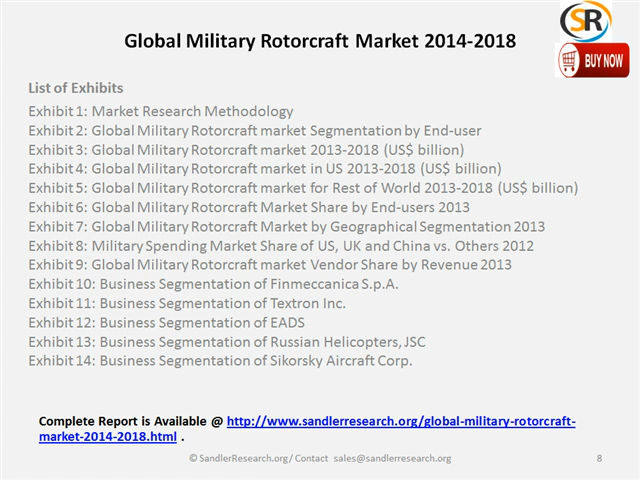 Global Military Rotorcraft Market 2014-2018
SR
BUY NOW
List of Exhibits
Exhibit 1: Market Research Methodology
Exhibit 2: Global Military Rotorcraft market Segmentation by End-user
Exhibit 3: Global Military Rotorcraft market 2013-2018 (US$ billion)
Exhibit 4: Global Military Rotorcraft market in US 2013-2018 (US$ billion)
Exhibit 5: Global Military Rotorcraft market for Rest of World 2013-2018 (US$ billion)
Exhibit 6: Global Military Rotorcraft Market Share by End-users 2013
Exhibit 7: Global Military Rotorcraft Market by Geographical Segmentation 2013
Exhibit 8: Military Spending Market Share of US, UK and China vs. Others 2012
Exhibit 9: Global Military Rotorcraft market Vendor Share by Revenue 2013
Exhibit 10: Business Segmentation of Finmeccanica S.p.A.
Exhibit 11: Business Segmentation of Textron Inc.
Exhibit 12: Business Segmentation of EADS
Exhibit 13: Business Segmentation of Russian Helicopters, JSC
Exhibit 14: Business Segmentation of Sikorsky Aircraft Corp.
Complete Report is Available @ http://www.sandlerresearch.org/global-military-rotorcraft-
market-2014-2018.html .
© SandlerResearch.org/ Contact sales@sandlerresearch.org
8